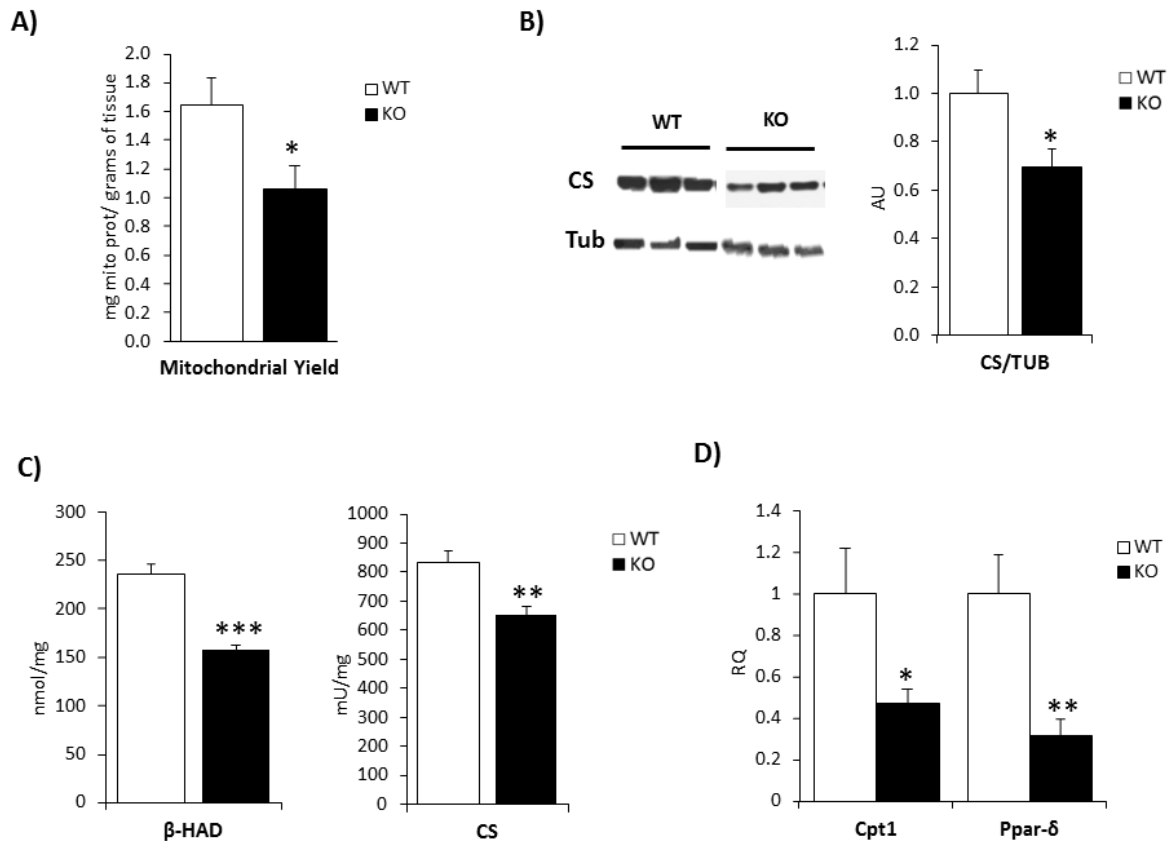 A)
mg mito prot/ grams of tissue
2.0
1.8
1.6
1.4
1.2
1.0
0.8
0.6
0.4
0.2
0.0
*
WT
KO
Mitochondrial Yield
B)
WT KO
CS
Tub
AU
1.2
1.0
0.8
0.6
0.4
0.2
0.0
*
WT
KO
CS/TUB
C)
nmol/mg
300
250
200
150
100
50
0
***
β-HAD
mU/mg
1000
900
800
700
600
500
400
300
200
100
0
**
WT
KO
CS
D)
RQ
1.4
1.2
1
0.8
0.6
0.4
0.2
0
*
**
WT
KO
Cpt1 Ppar-δ